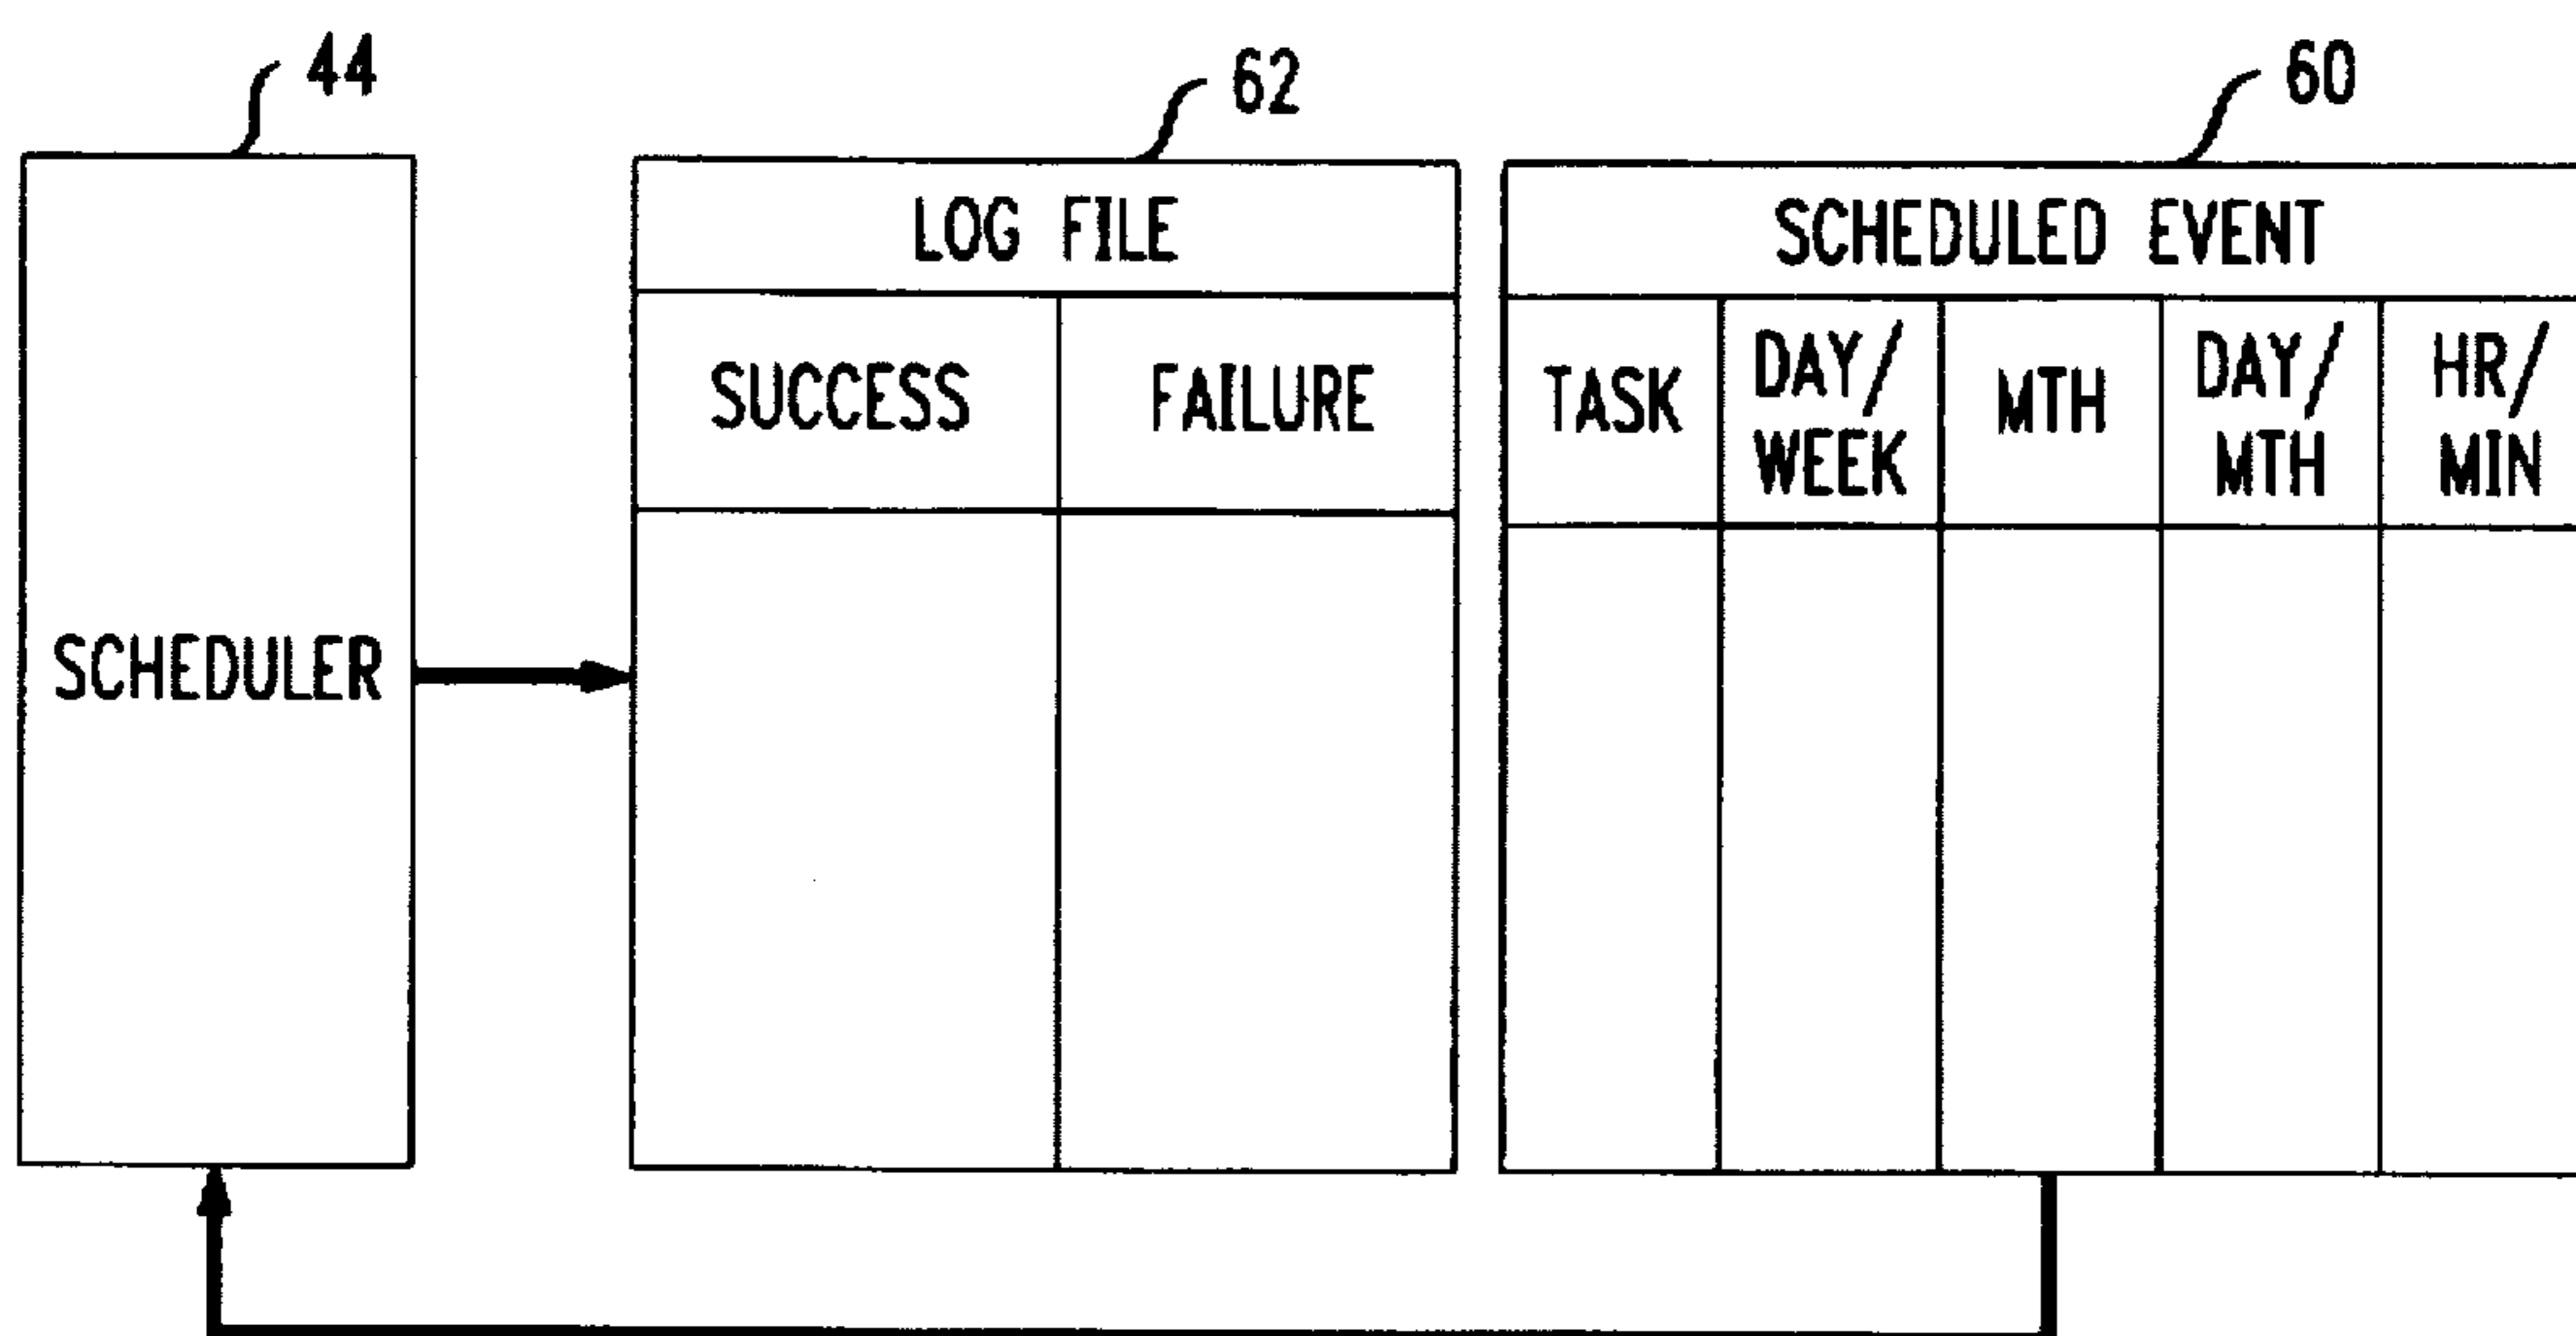 44
62
60
LOG FILE
SCHEDULED EVENT
SUCCESS
FAILURE
TASK
DAY/
WEEK
MTH
DAY/
MTH
HR/
MIN
SCHEDULER